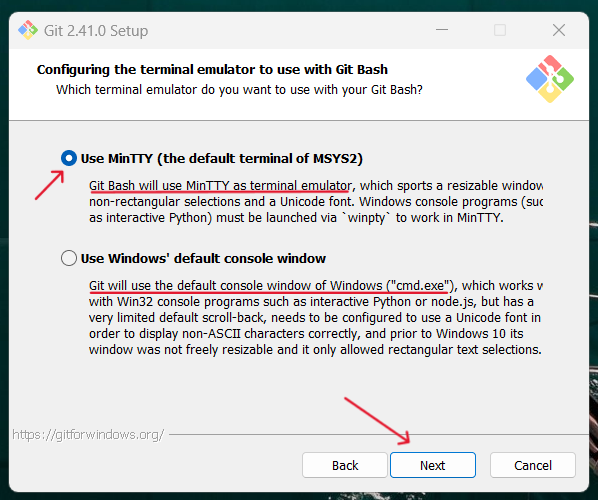 Git 2.41.0 Setup
Configuring the terminal emulator to use with Git Bash
Which terminal emulator do you want to use with your Git Bash?
Use MinTTY (the default terminal of MSYS2)
Git Bash will use MinTTY as terminal emulator, which sports a resizable window
non-rectangular selections and a Unicode font. Windows console programs (suc
as interactive Python) must be launched via `winpty` to work in MinTTY.
Use Windows' default console window
Git will use the default console window of Windows ("cmd.exe"), which works w
with Win32 console programs such as interactive Python or node.js, but has a
very limited default scroll-back, needs to be configured to use a Unicode font in
order to display non-ASCII characters correctly, and prior to Windows 10 its
window was not freely resizable and it only allowed rectangular text selections.
https://gitforwindows.org/
Back Next Cancel